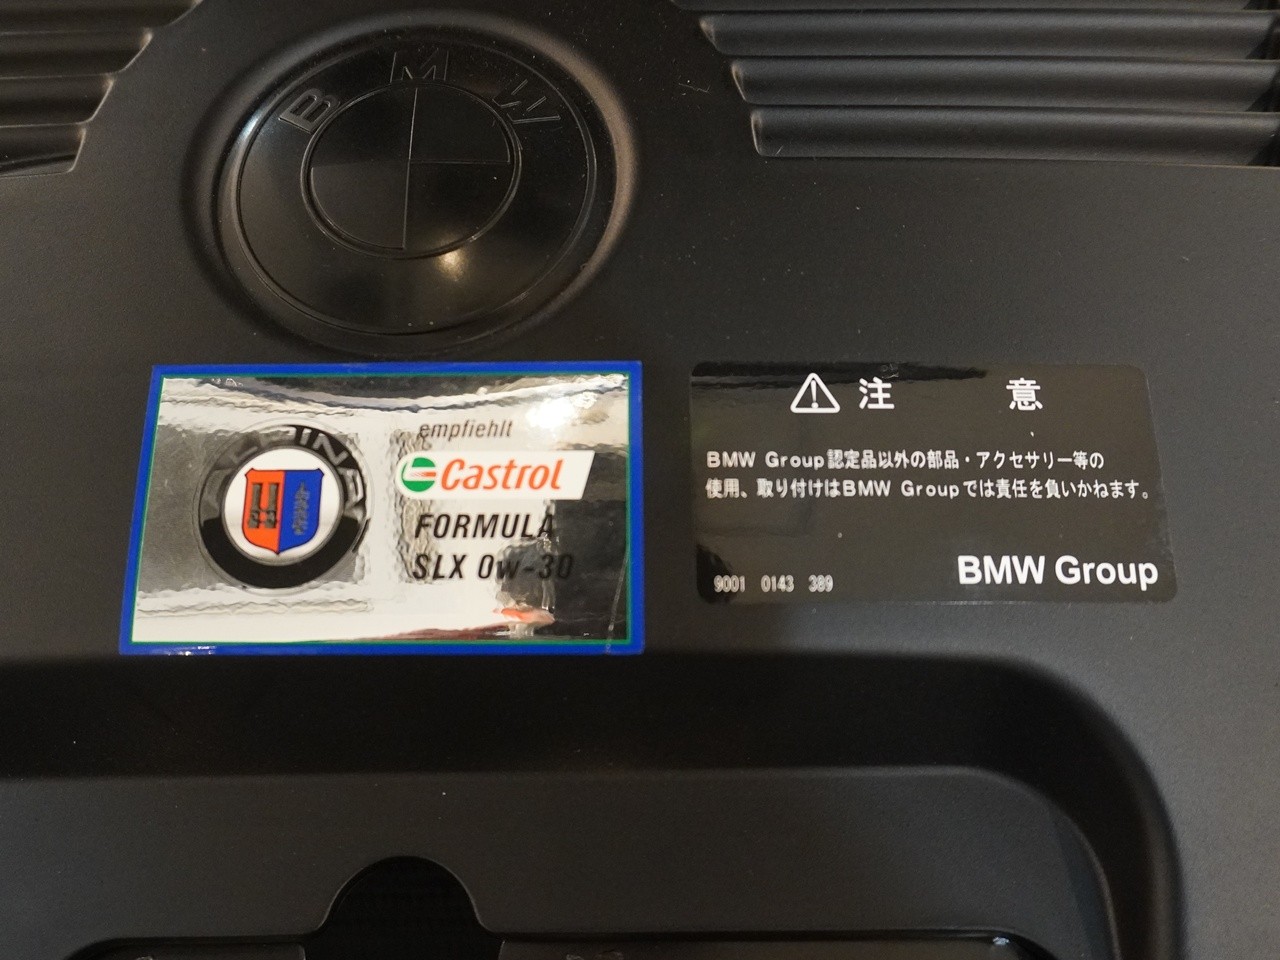 BMW
ALPINA
empfiehlt
Castrol
FORMULA
SLX 0w-30
注 意
BMW Group認定品以外の部品・アクセサリー等の
使用、取り付けはBMW Groupでは責任を負いかねます。
9001 0143 389
BMW Group